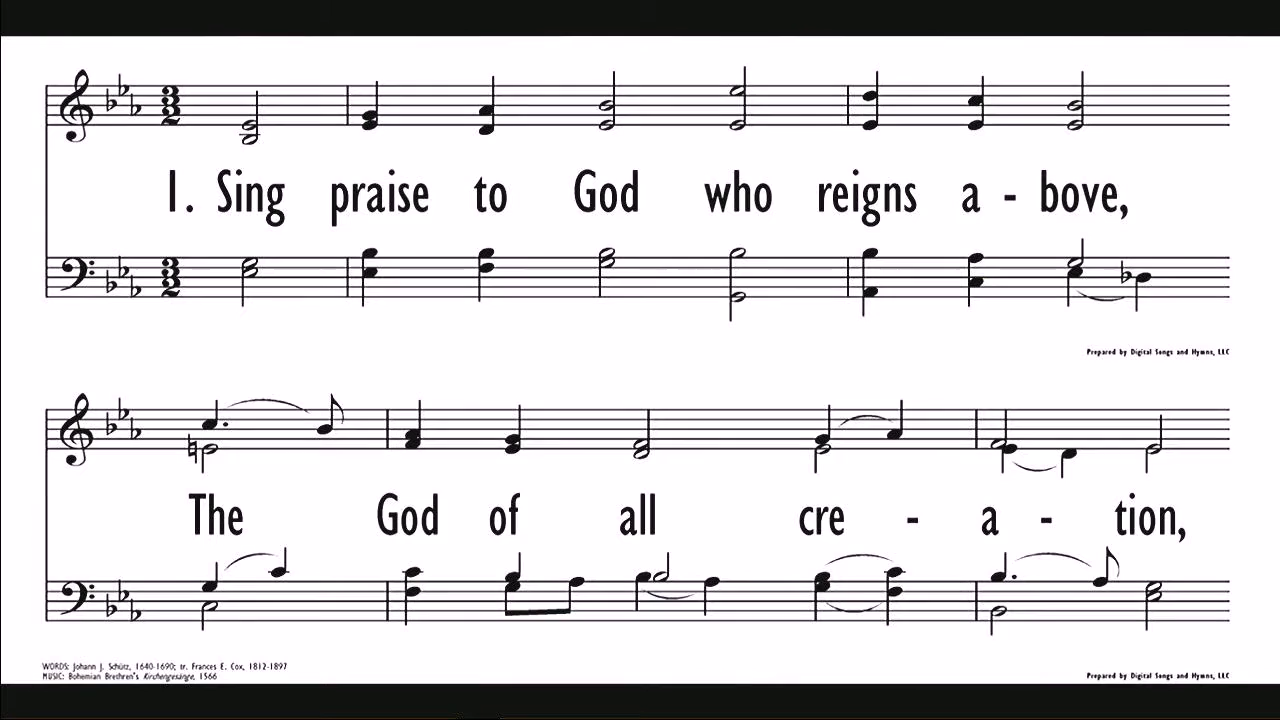 1. Sing praise to God who reigns a - bove,
Prepared by Digital Songs and Hymns, LLC
The God of all cre - a - tion,
WORDS: Johann J. Schütz, 1640-1690; tr. Frances E. Cox, 1812-1897
MUSIC: Bohemian Brethren's Kirchengesänge, 1566
Prepared by Digital Songs and Hymns, LLC